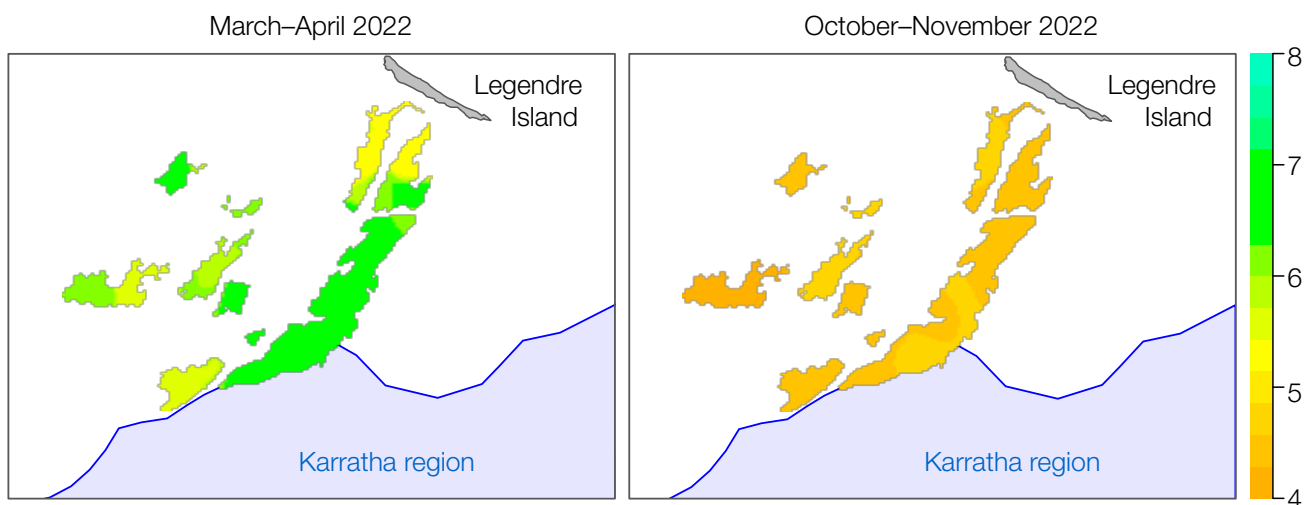 March–April 2022
October–November 2022
Legendre
Island
Karratha region
Legendre
Island
Karratha region
8
7
6
5
4